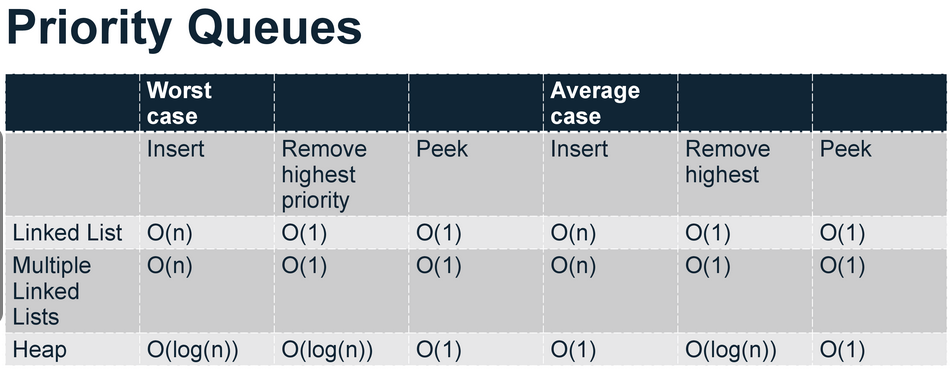 Priority Queues
Worst case Average case
Insert Remove highest priority Peek Insert Remove highest Peek
Linked List O(n) O(1) O(1) O(n) O(1) O(1)
Multiple Linked Lists O(n) O(1) O(1) O(n) O(1) O(1)
Heap O(log(n)) O(log(n)) O(1) O(1) O(log(n)) O(1)